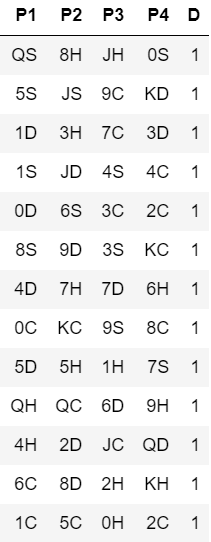 P1 P2 P3 P4 D
QS 8H JH 0S 1
5S JS 9C KD 1
1D 3H 7C 3D 1
1S JD 4S 4C 1
0D 6S 3C 2C 1
8S 9D 3S KC 1
4D 7H 7D 6H 1
0C KC 9S 8C 1
5D 5H 1H 7S 1
QH QC 6D 9H 1
4H 2D JC QD 1
6C 8D 2H KH 1
1C 5C 0H 2C 1